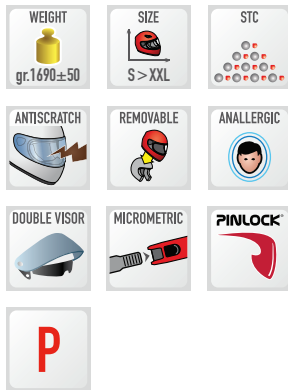 WEIGHT
gr.1690±50
SIZE
S > XXL
STC
ANTISCRATCH
REMOVABLE
ANALLERGIC
DOUBLE VISOR
MICROMETRIC
PINLOCK®
P